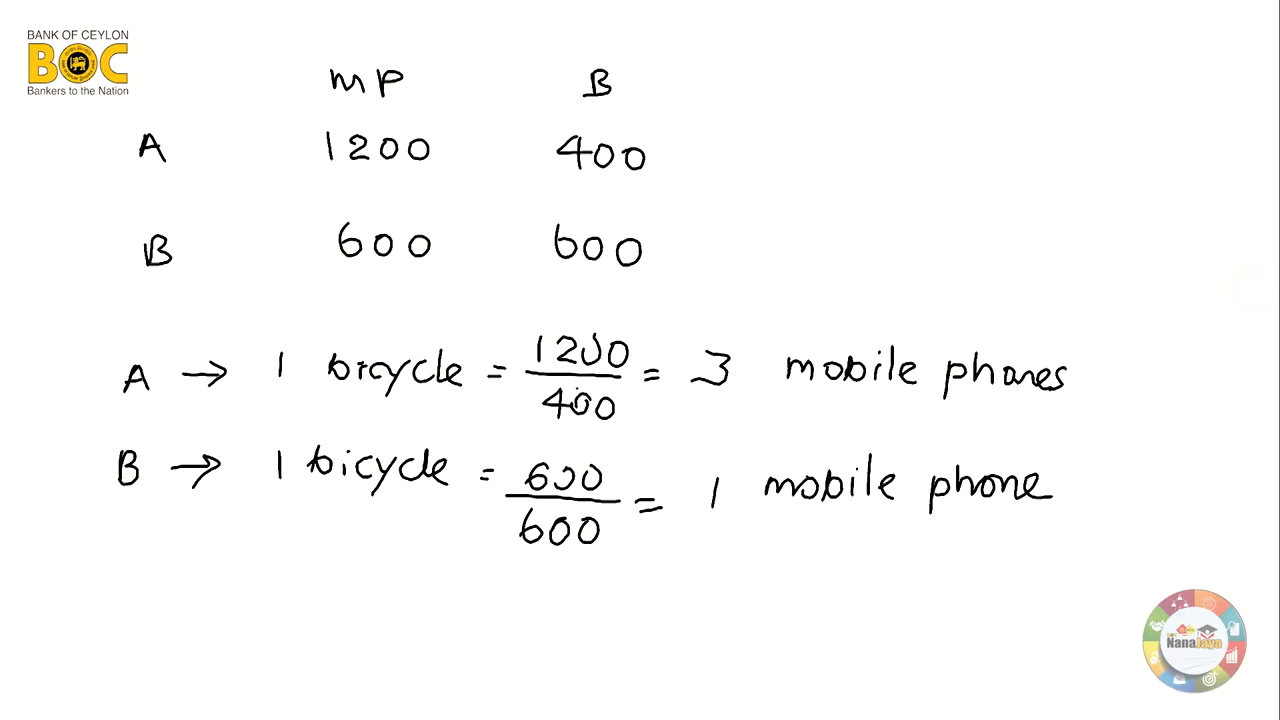 BANK OF CEYLON
BOC
Bankers to the Nation
MP B
A 1200 400
B 600 600
A → 1 bicycle = 1200/400 = 3 mobile phones
B → 1 bicycle = 600/600 = 1 mobile phone
NanaJaya